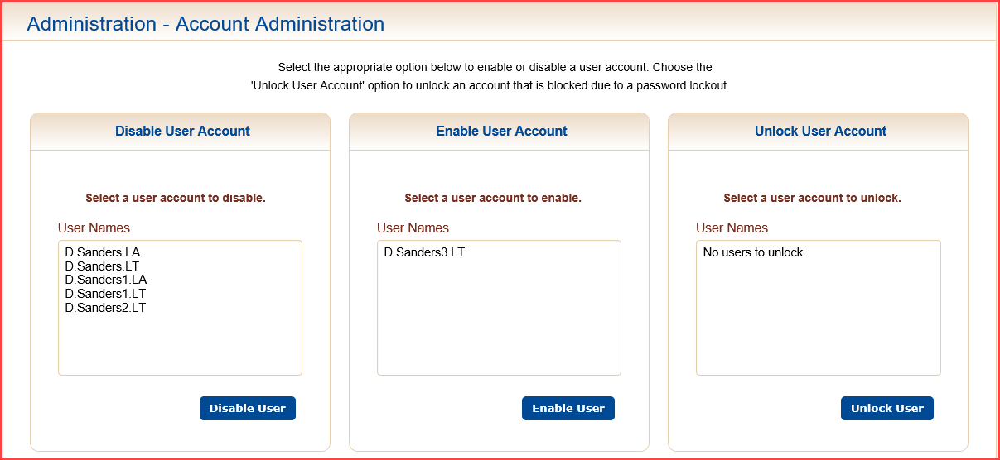 Administration - Account Administration
Select the appropriate option below to enable or disable a user account. Choose the
'Unlock User Account' option to unlock an account that is blocked due to a password lockout.
Disable User Account
Select a user account to disable.
User Names
D.Sanders.LA
D.Sanders.LT
D.Sanders1.LA
D.Sanders1.LT
D.Sanders2.LT
Disable User
Enable User Account
Select a user account to enable.
User Names
D.Sanders3.LT
Enable User
Unlock User Account
Select a user account to unlock.
User Names
No users to unlock
Unlock User